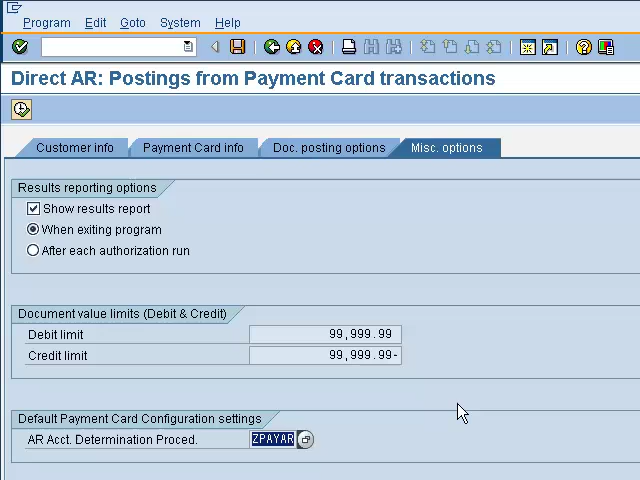 Program Edit Goto System Help
Direct AR: Postings from Payment Card transactions
Customer info Payment Card info Doc. posting options Misc. options
Results reporting options
Show results report
When exiting program
After each authorization run
Document value limits (Debit & Credit)
Debit limit 99,999.99
Credit limit 99,999.99-
Default Payment Card Configuration settings
AR Acct. Determination Proced. ZPAYAR